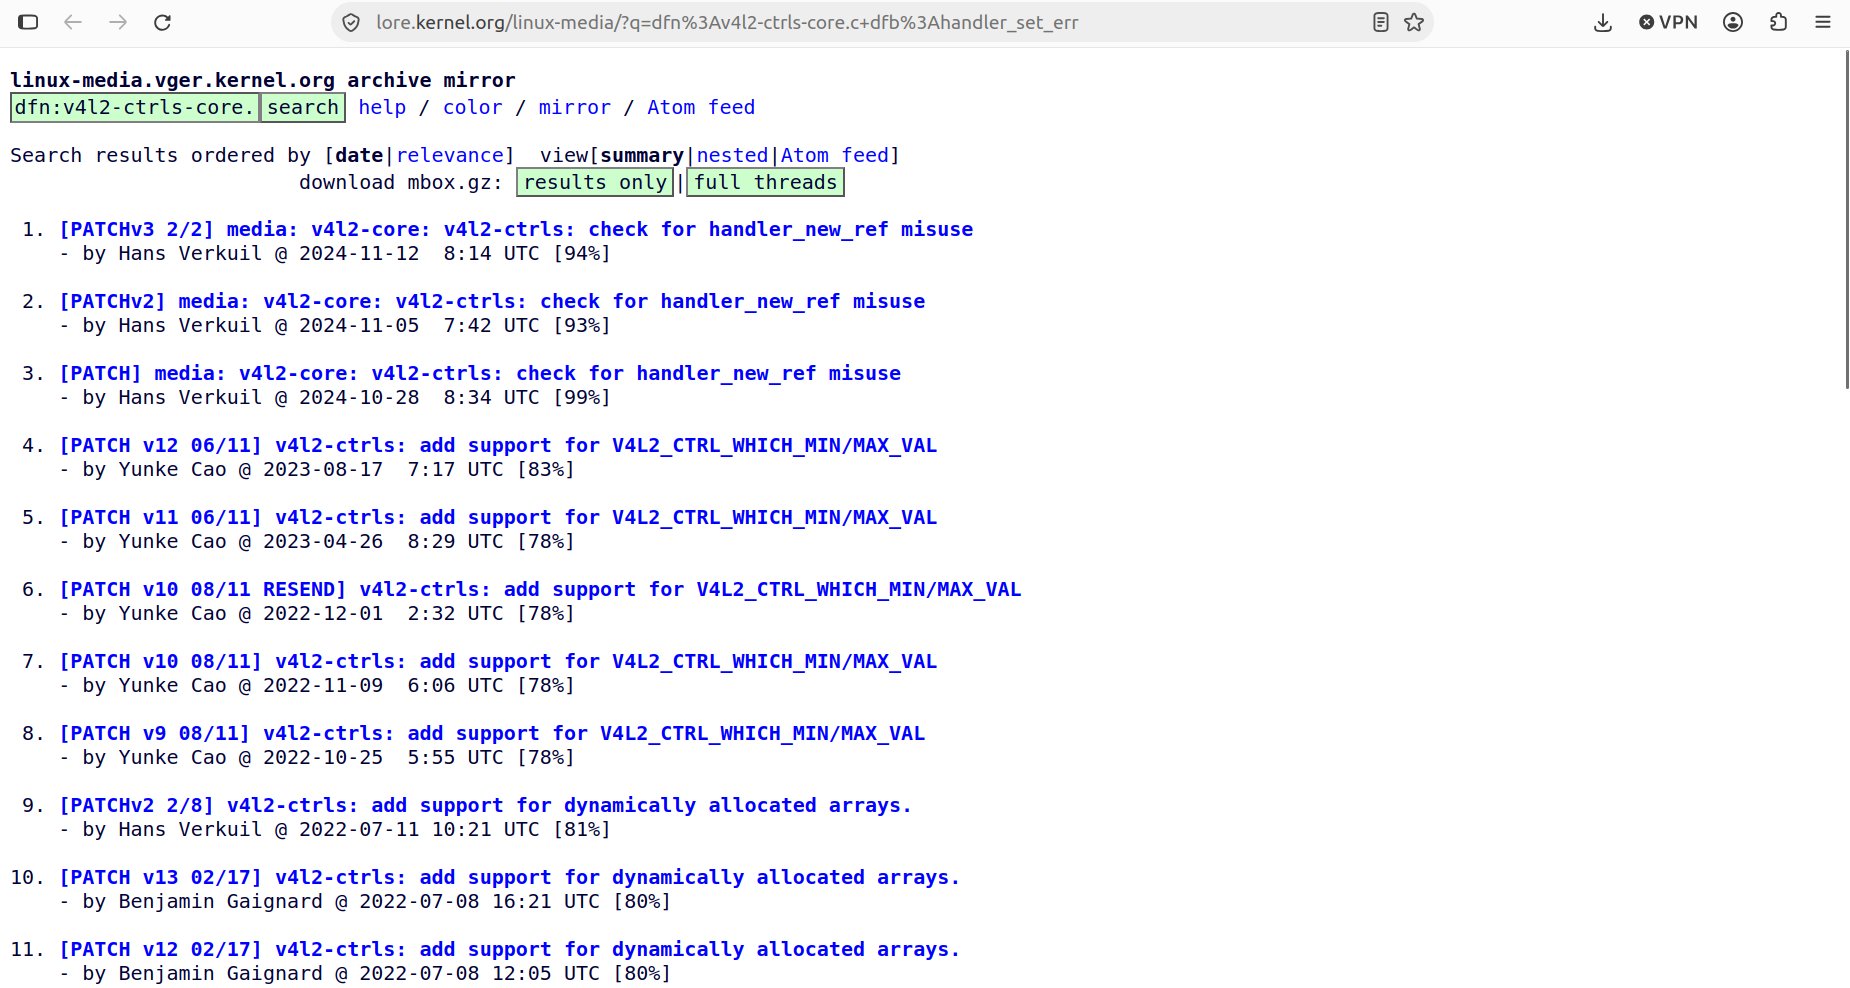 lore.kernel.org/linux-media/?q=dfn%3Av4l2-ctrls-core.c+dfb%3Ahandler_set_err
VPN
linux-media.vger.kernel.org archive mirror
dfn:v4l2-ctrls-core. search help / color / mirror / Atom feed
Search results ordered by [date|relevance]  view[summary|nested|Atom feed]
download mbox.gz: results only|full threads
1. [PATCHv3 2/2] media: v4l2-core: v4l2-ctrls: check for handler_new_ref misuse
- by Hans Verkuil @ 2024-11-12  8:14 UTC [94%]
2. [PATCHv2] media: v4l2-core: v4l2-ctrls: check for handler_new_ref misuse
- by Hans Verkuil @ 2024-11-05  7:42 UTC [93%]
3. [PATCH] media: v4l2-core: v4l2-ctrls: check for handler_new_ref misuse
- by Hans Verkuil @ 2024-10-28  8:34 UTC [99%]
4. [PATCH v12 06/11] v4l2-ctrls: add support for V4L2_CTRL_WHICH_MIN/MAX_VAL
- by Yunke Cao @ 2023-08-17  7:17 UTC [83%]
5. [PATCH v11 06/11] v4l2-ctrls: add support for V4L2_CTRL_WHICH_MIN/MAX_VAL
- by Yunke Cao @ 2023-04-26  8:29 UTC [78%]
6. [PATCH v10 08/11 RESEND] v4l2-ctrls: add support for V4L2_CTRL_WHICH_MIN/MAX_VAL
- by Yunke Cao @ 2022-12-01  2:32 UTC [78%]
7. [PATCH v10 08/11] v4l2-ctrls: add support for V4L2_CTRL_WHICH_MIN/MAX_VAL
- by Yunke Cao @ 2022-11-09  6:06 UTC [78%]
8. [PATCH v9 08/11] v4l2-ctrls: add support for V4L2_CTRL_WHICH_MIN/MAX_VAL
- by Yunke Cao @ 2022-10-25  5:55 UTC [78%]
9. [PATCHv2 2/8] v4l2-ctrls: add support for dynamically allocated arrays.
- by Hans Verkuil @ 2022-07-11 10:21 UTC [81%]
10. [PATCH v13 02/17] v4l2-ctrls: add support for dynamically allocated arrays.
- by Benjamin Gaignard @ 2022-07-08 16:21 UTC [80%]
11. [PATCH v12 02/17] v4l2-ctrls: add support for dynamically allocated arrays.
- by Benjamin Gaignard @ 2022-07-08 12:05 UTC [80%]